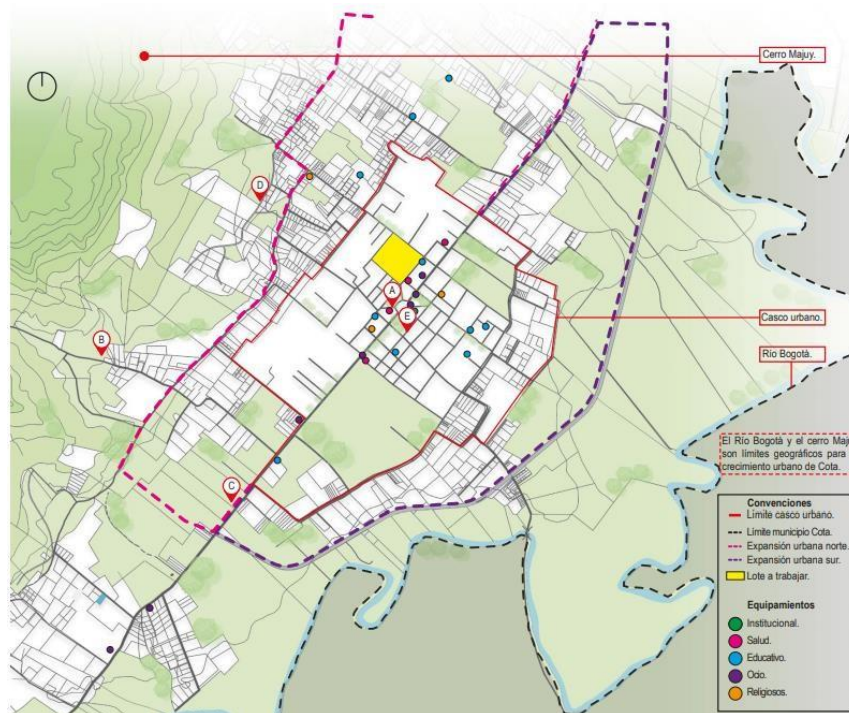 Cerro Majuy.
D
A
E
B
Casco urbano.
Río Bogotá.
El Río Bogotá y el cerro Maju
son límites geográficos para
crecimiento urbano de Cota.
C
Convenciones
Límite casco urbano.
Límite municipio Cota.
Expansión urbana norte.
Expansión urbana sur.
Lote a trabajar.
Equipamientos
Institucional.
Salud.
Educativo.
Ocio.
Religiosos.